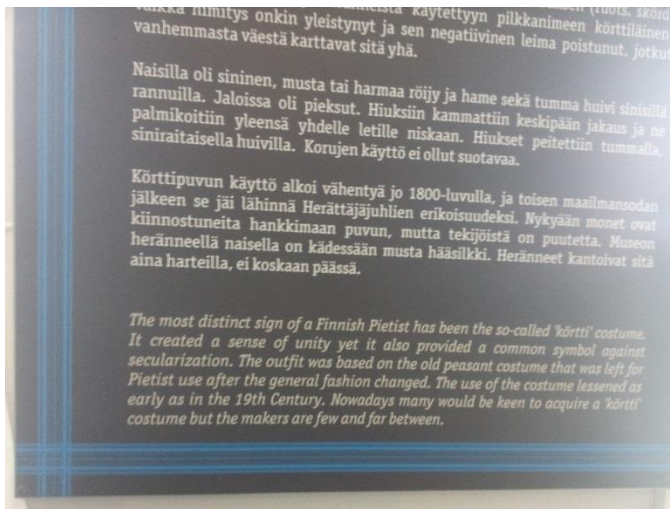 (ruots. skört
vaikka nimitys onkin yleistynyt ja sen negatiivinen leima poistunut, jotkut
käytettyyn pilkkanimeen körttiläinen
vanhemmasta väestä karttavat sitä yhä.
Naisilla oli sininen, musta tai harmaa röijy ja hame sekä tumma huivi sinisillä
rannuilla. Jaloissa oli pieksut. Hiuksiin kammattiin keskipään jakaus ja ne
palmikoitiin yleensä yhdelle letille niskaan. Hiukset peitettiin tummalla,
siniraitaisella huivilla. Korujen käyttö ei ollut suotavaa.
Körttipuvun käyttö alkoi vähentyä jo 1800-luvulla, ja toisen maailmansodan
jälkeen se jäi lähinnä Herättäjäjuhlien erikoisuudeksi. Nykyään monet ovat
kiinnostuneita hankkimaan puvun, mutta tekijöistä on puutetta. Museon
heränneellä naisella on kädessään musta hääsilkki. Heränneet kantoivat sitä
aina harteilla, ei koskaan päässä.
The most distinct sign of a Finnish Pietist has been the so-called 'körtti' costume.
It created a sense of unity yet it also provided a common symbol against
secularization. The outfit was based on the old peasant costume that was left for
Pietist use after the general fashion changed. The use of the costume lessened as
early as in the 19th Century. Nowadays many would be keen to acquire a 'körtti'
costume but the makers are few and far between.